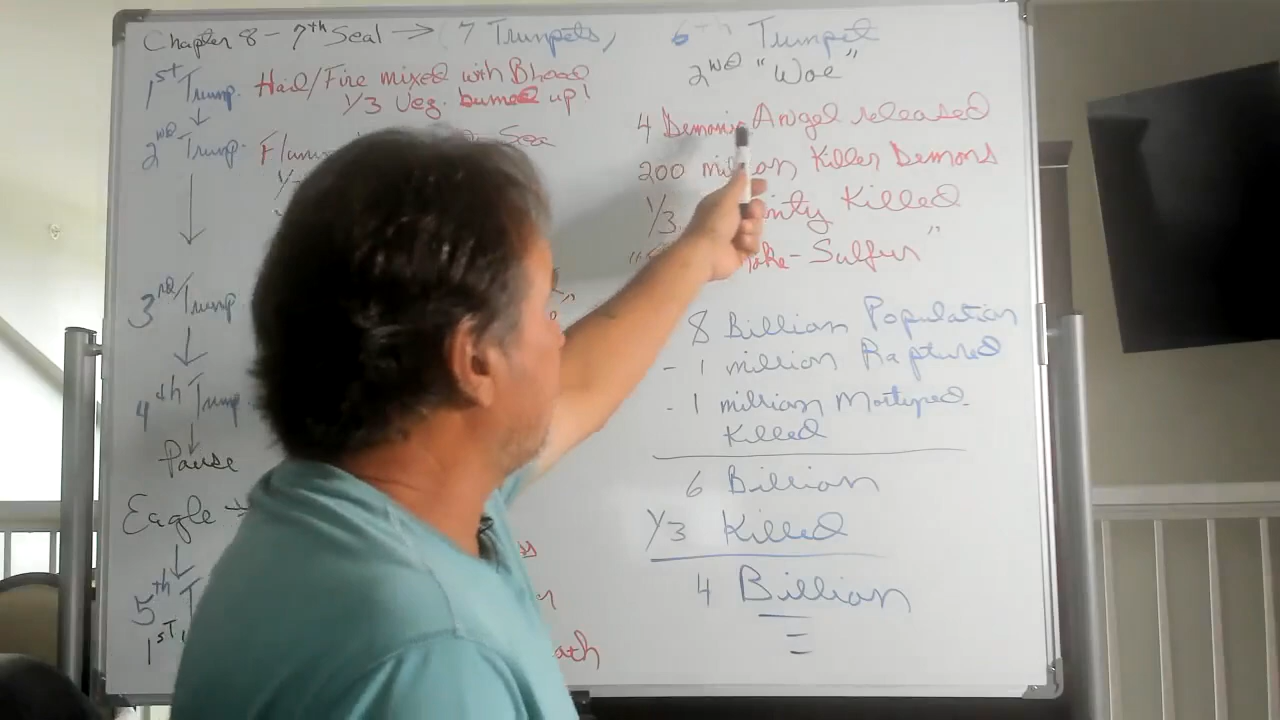 Chapter 8 - 7th Seal → 7 Trumpets,
1st Trump. Hail/Fire mixed with Blood
1/3 Veg. burned up!
2nd Trump. Sea
3rd Trump.
4th Trump.
Pause
Eagle →
5th
1st
6th Trumpet
2nd "Woe"
4 Demonic Angel released
200 million Killer Demons
1/3 Killed
Sulfur"
8 Billion Population
- 1 million Raptured
- 1 million Martyred
Killed
6 Billion
1/3 Killed
4 Billion